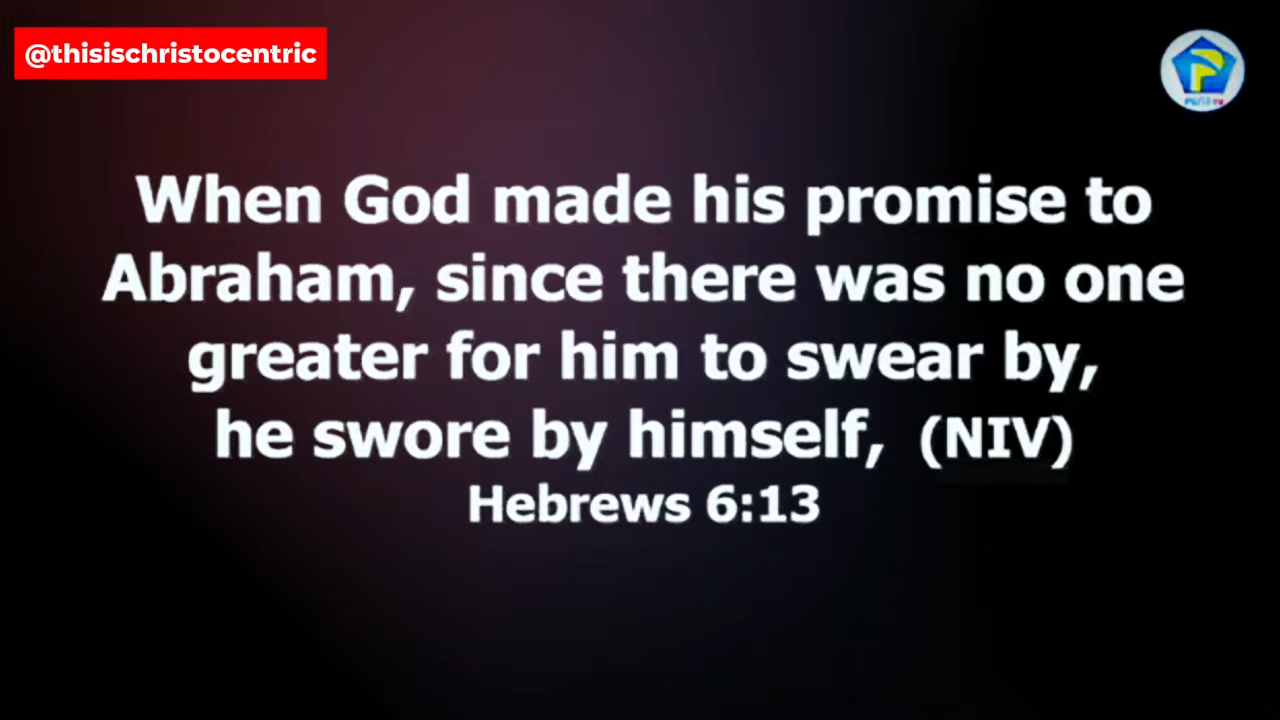 @thisischristocentric
When God made his promise to
Abraham, since there was no one
greater for him to swear by,
he swore by himself, (NIV)
Hebrews 6:13